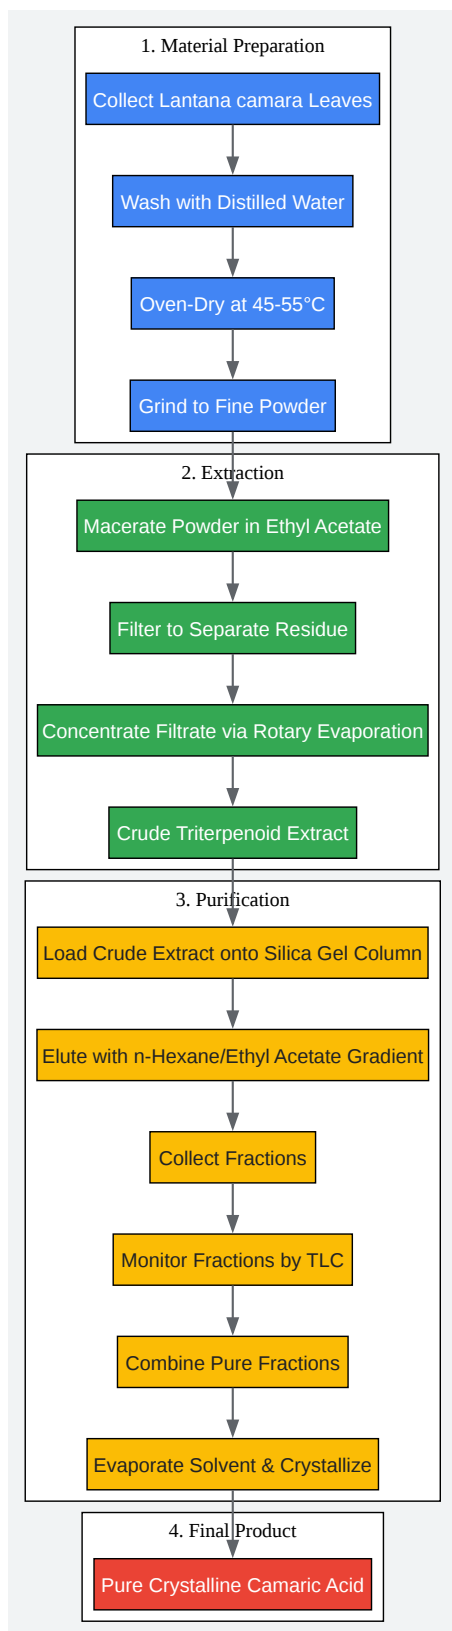 1. Material Preparation
Collect Lantana camara Leaves
Wash with Distilled Water
Oven-Dry at 45-55°C
Grind to Fine Powder
2. Extraction
Macerate Powder in Ethyl Acetate
Filter to Separate Residue
Concentrate Filtrate via Rotary Evaporation
Crude Triterpenoid Extract
3. Purification
Load Crude Extract onto Silica Gel Column
Elute with n-Hexane/Ethyl Acetate Gradient
Collect Fractions
Monitor Fractions by TLC
Combine Pure Fractions
Evaporate Solvent & Crystallize
4. Final Product
Pure Crystalline Camaric Acid